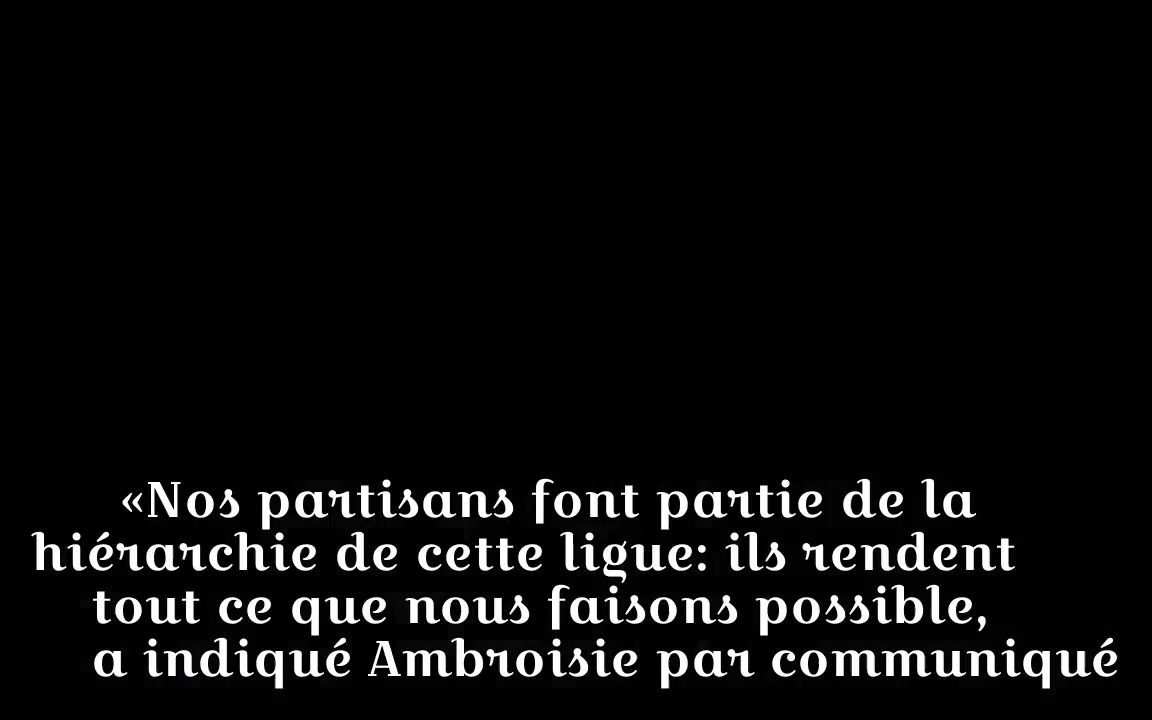 «Nos partisans font partie de la
hiérarchie de cette ligue: ils rendent
tout ce que nous faisons possible,
a indiqué Ambroisie par communiqué